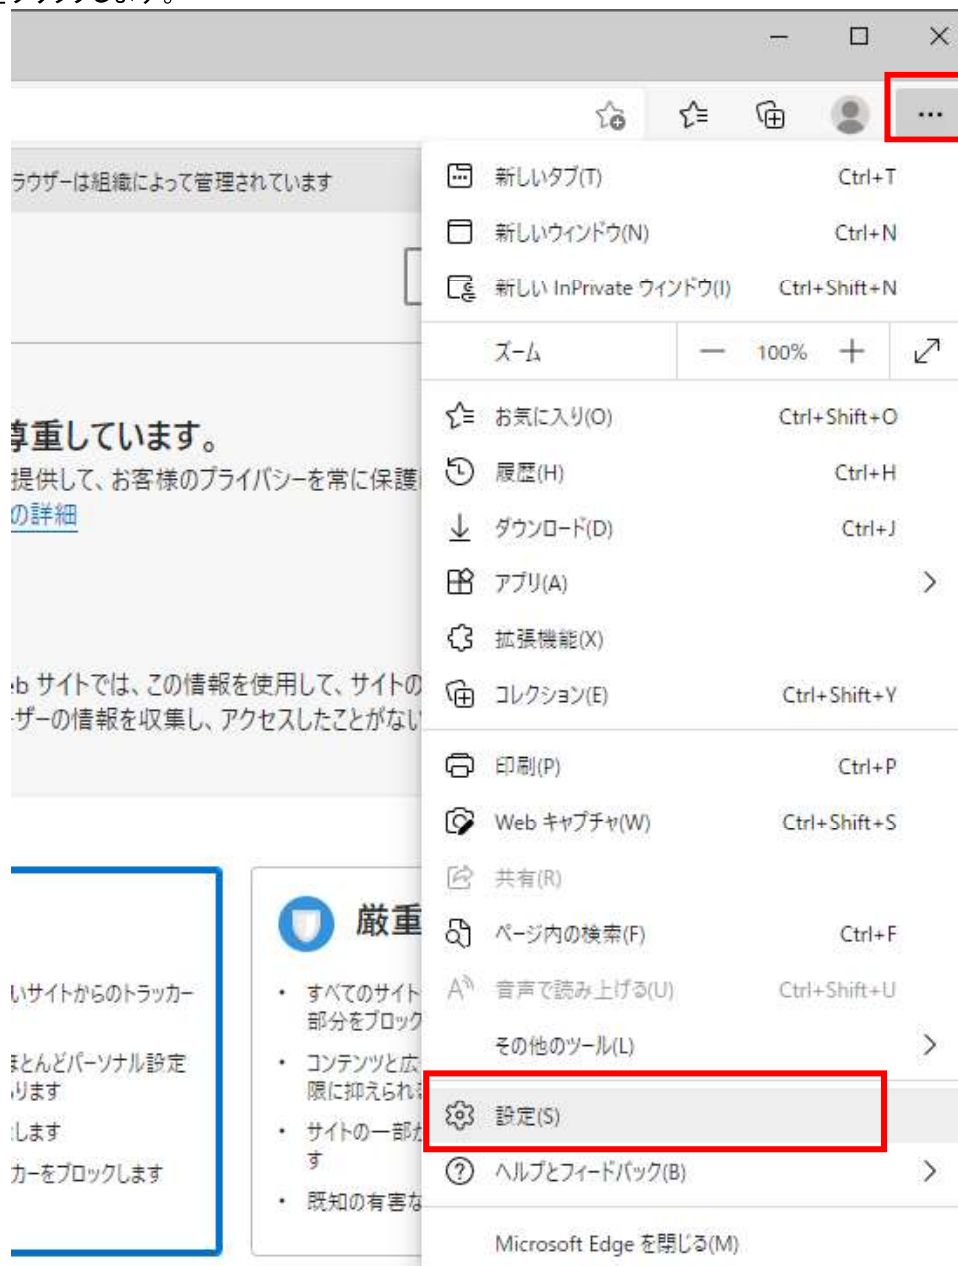 クリックします。
ラウザーは組織によって管理されています
尊重しています。
提供して、お客様のプライバシーを常に保護
の詳細
eb サイトでは、この情報を使用して、サイトの
ーザーの情報を収集し、アクセスしたことがない
いサイトからのトラッカー
ほとんどパーソナル設定
ります
します
カーをブロックします
厳重
• すべてのサイト
部分をブロック
• コンテンツと広
限に抑えられ
• サイトの一部が
す
• 既知の有害な
新しいタブ(T) Ctrl+T
新しいウィンドウ(N) Ctrl+N
新しい InPrivate ウィンドウ(I) Ctrl+Shift+N
ズーム — 100% +
お気に入り(O) Ctrl+Shift+O
履歴(H) Ctrl+H
ダウンロード(D) Ctrl+J
アプリ(A)
拡張機能(X)
コレクション(E) Ctrl+Shift+Y
印刷(P) Ctrl+P
Web キャプチャ(W) Ctrl+Shift+S
共有(R)
ページ内の検索(F) Ctrl+F
音声で読み上げる(U) Ctrl+Shift+U
その他のツール(L)
設定(S)
ヘルプとフィードバック(B)
Microsoft Edge を閉じる(M)